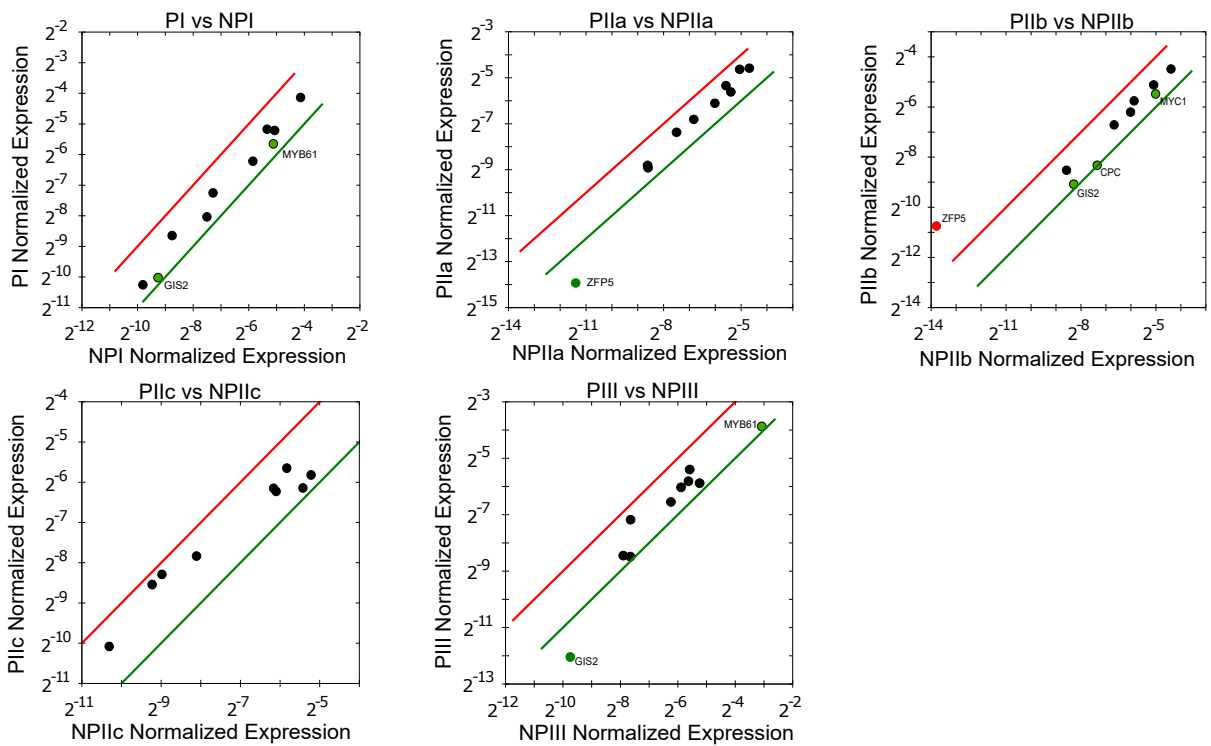 PI vs NPI
PI Normalized Expression
2^-2
2^-3
2^-4
2^-5
2^-6
2^-7
2^-8
2^-9
2^-10
2^-11
MYB61
GIS2
2^-12
2^-10
2^-8
2^-6
2^-4
2^-2
NPI Normalized Expression
PIIa vs NPIIa
PIIa Normalized Expression
2^-3
2^-5
2^-7
2^-9
2^-11
2^-13
2^-15
ZFP5
2^-14
2^-11
2^-8
2^-5
NPIIa Normalized Expression
PIIb vs NPIIb
PIIb Normalized Expression
2^-4
2^-6
2^-8
2^-10
2^-12
2^-14
MYC1
CPC
GIS2
ZFP5
2^-14
2^-8
2^-5
NPIIb Normalized Expression
PIIc vs NPIIc
PIIc Normalized Expression
2^-4
2^-5
2^-6
2^-7
2^-8
2^-9
2^-10
2^-11
2^-11
2^-9
2^-7
2^-5
NPIIc Normalized Expression
PIII vs NPIII
PIII Normalized Expression
2^-3
2^-5
2^-7
2^-9
2^-11
2^-13
MYB61
GIS2
2^-12
2^-10
2^-8
2^-6
2^-4
2^-2
NPIII Normalized Expression